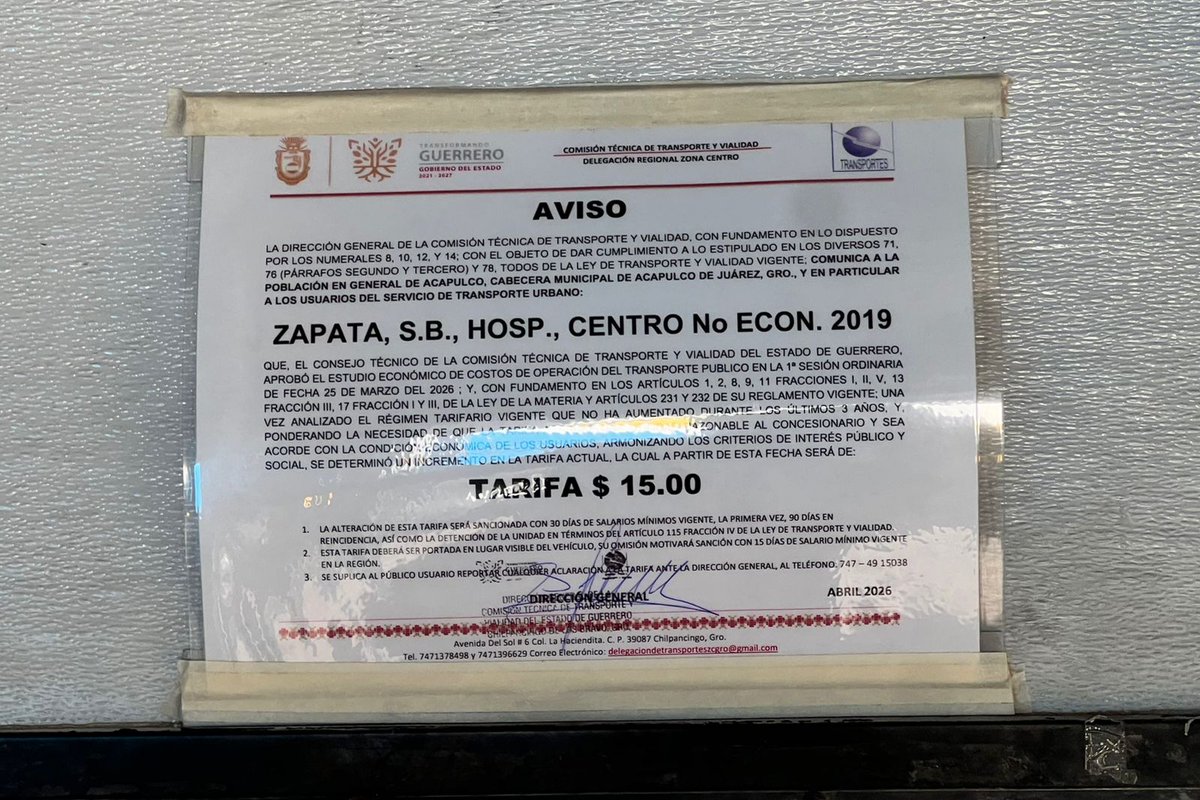 TRANSFORMANDO
GUERRERO
GOBIERNO DEL ESTADO
2021 - 2027
COMISIÓN TÉCNICA DE TRANSPORTE Y VIALIDAD
DELEGACIÓN REGIONAL ZONA CENTRO
TRANSPORTES
AVISO
LA DIRECCIÓN GENERAL DE LA COMISIÓN TÉCNICA DE TRANSPORTE Y VIALIDAD, CON FUNDAMENTO EN LO DISPUESTO
POR LOS NUMERALES 8, 10, 12, Y 14; CON EL OBJETO DE DAR CUMPLIMIENTO A LO ESTIPULADO EN LOS DIVERSOS 71,
76 (PÁRRAFOS SEGUNDO Y TERCERO) Y 78, TODOS DE LA LEY DE TRANSPORTE Y VIALIDAD VIGENTE; COMUNICA A LA
POBLACIÓN EN GENERAL DE ACAPULCO, CABECERA MUNICIPAL DE ACAPULCO DE JUÁREZ, GRO., Y EN PARTICULAR
A LOS USUARIOS DEL SERVICIO DE TRANSPORTE URBANO:
ZAPATA, S.B., HOSP., CENTRO No ECON. 2019
QUE, EL CONSEJO TÉCNICO DE LA COMISIÓN TÉCNICA DE TRANSPORTE Y VIALIDAD DEL ESTADO DE GUERRERO,
APROBÓ EL ESTUDIO ECONÓMICO DE COSTOS DE OPERACIÓN DEL TRANSPORTE PUBLICO EN LA 1ª SESIÓN ORDINARIA
DE FECHA 25 DE MARZO DEL 2026 ; Y, CON FUNDAMENTO EN LOS ARTÍCULOS 1, 2, 8, 9, 11 FRACCIONES I, II, V, 13
FRACCIÓN III, 17 FRACCIÓN I Y III, DE LA LEY DE LA MATERIA Y ARTÍCULOS 231 Y 232 DE SU REGLAMENTO VIGENTE; UNA
VEZ ANALIZADO EL RÉGIMEN TARIFARIO VIGENTE QUE NO HA AUMENTADO DURANTE LOS ÚLTIMOS 3 AÑOS, Y,
PONDERANDO LA NECESIDAD DE QUE LA TARIFA RAZONABLE AL CONCESIONARIO Y SEA
ACORDE CON LA CONDICIÓN ECONÓMICA DE LOS USUARIOS, ARMONIZANDO LOS CRITERIOS DE INTERÉS PÚBLICO Y
SOCIAL, SE DETERMINÓ UN INCREMENTO EN LA TARIFA ACTUAL, LA CUAL A PARTIR DE ESTA FECHA SERÁ DE:
TARIFA $ 15.00
1. LA ALTERACIÓN DE ESTA TARIFA SERÁ SANCIONADA CON 30 DÍAS DE SALARIOS MÍNIMOS VIGENTE, LA PRIMERA VEZ, 90 DÍAS EN
REINCIDENCIA, ASÍ COMO LA DETENCIÓN DE LA UNIDAD EN TÉRMINOS DEL ARTÍCULO 115 FRACCIÓN IV DE LA LEY DE TRANSPORTE Y VIALIDAD.
2. ESTA TARIFA DEBERÁ SER PORTADA EN LUGAR VISIBLE DEL VEHÍCULO, SU OMISIÓN MOTIVARÁ SANCIÓN CON 15 DÍAS DE SALARIO MÍNIMO VIGENTE
EN LA REGIÓN.
3. SE SUPLICA AL PÚBLICO USUARIO REPORTAR CUALQUIER ACLARACIÓN A LA TARIFA ANTE LA DIRECCIÓN GENERAL, AL TELÉFONO: 747 – 49 15038
DIRECCIÓN GENERAL
ABRIL 2026
COMISIÓN TÉCNICA DE TRANSPORTE Y
VIALIDAD DEL ESTADO DE GUERRERO
CHILPANCINGO DE LOS BRAVO, GRO.
Avenida Del Sol # 6 Col. La Haciendita. C. P. 39087 Chilpancingo, Gro.
Tel. 7471378498 y 7471396629 Correo Electrónico: delegaciondetransporteszcgro@gmail.com